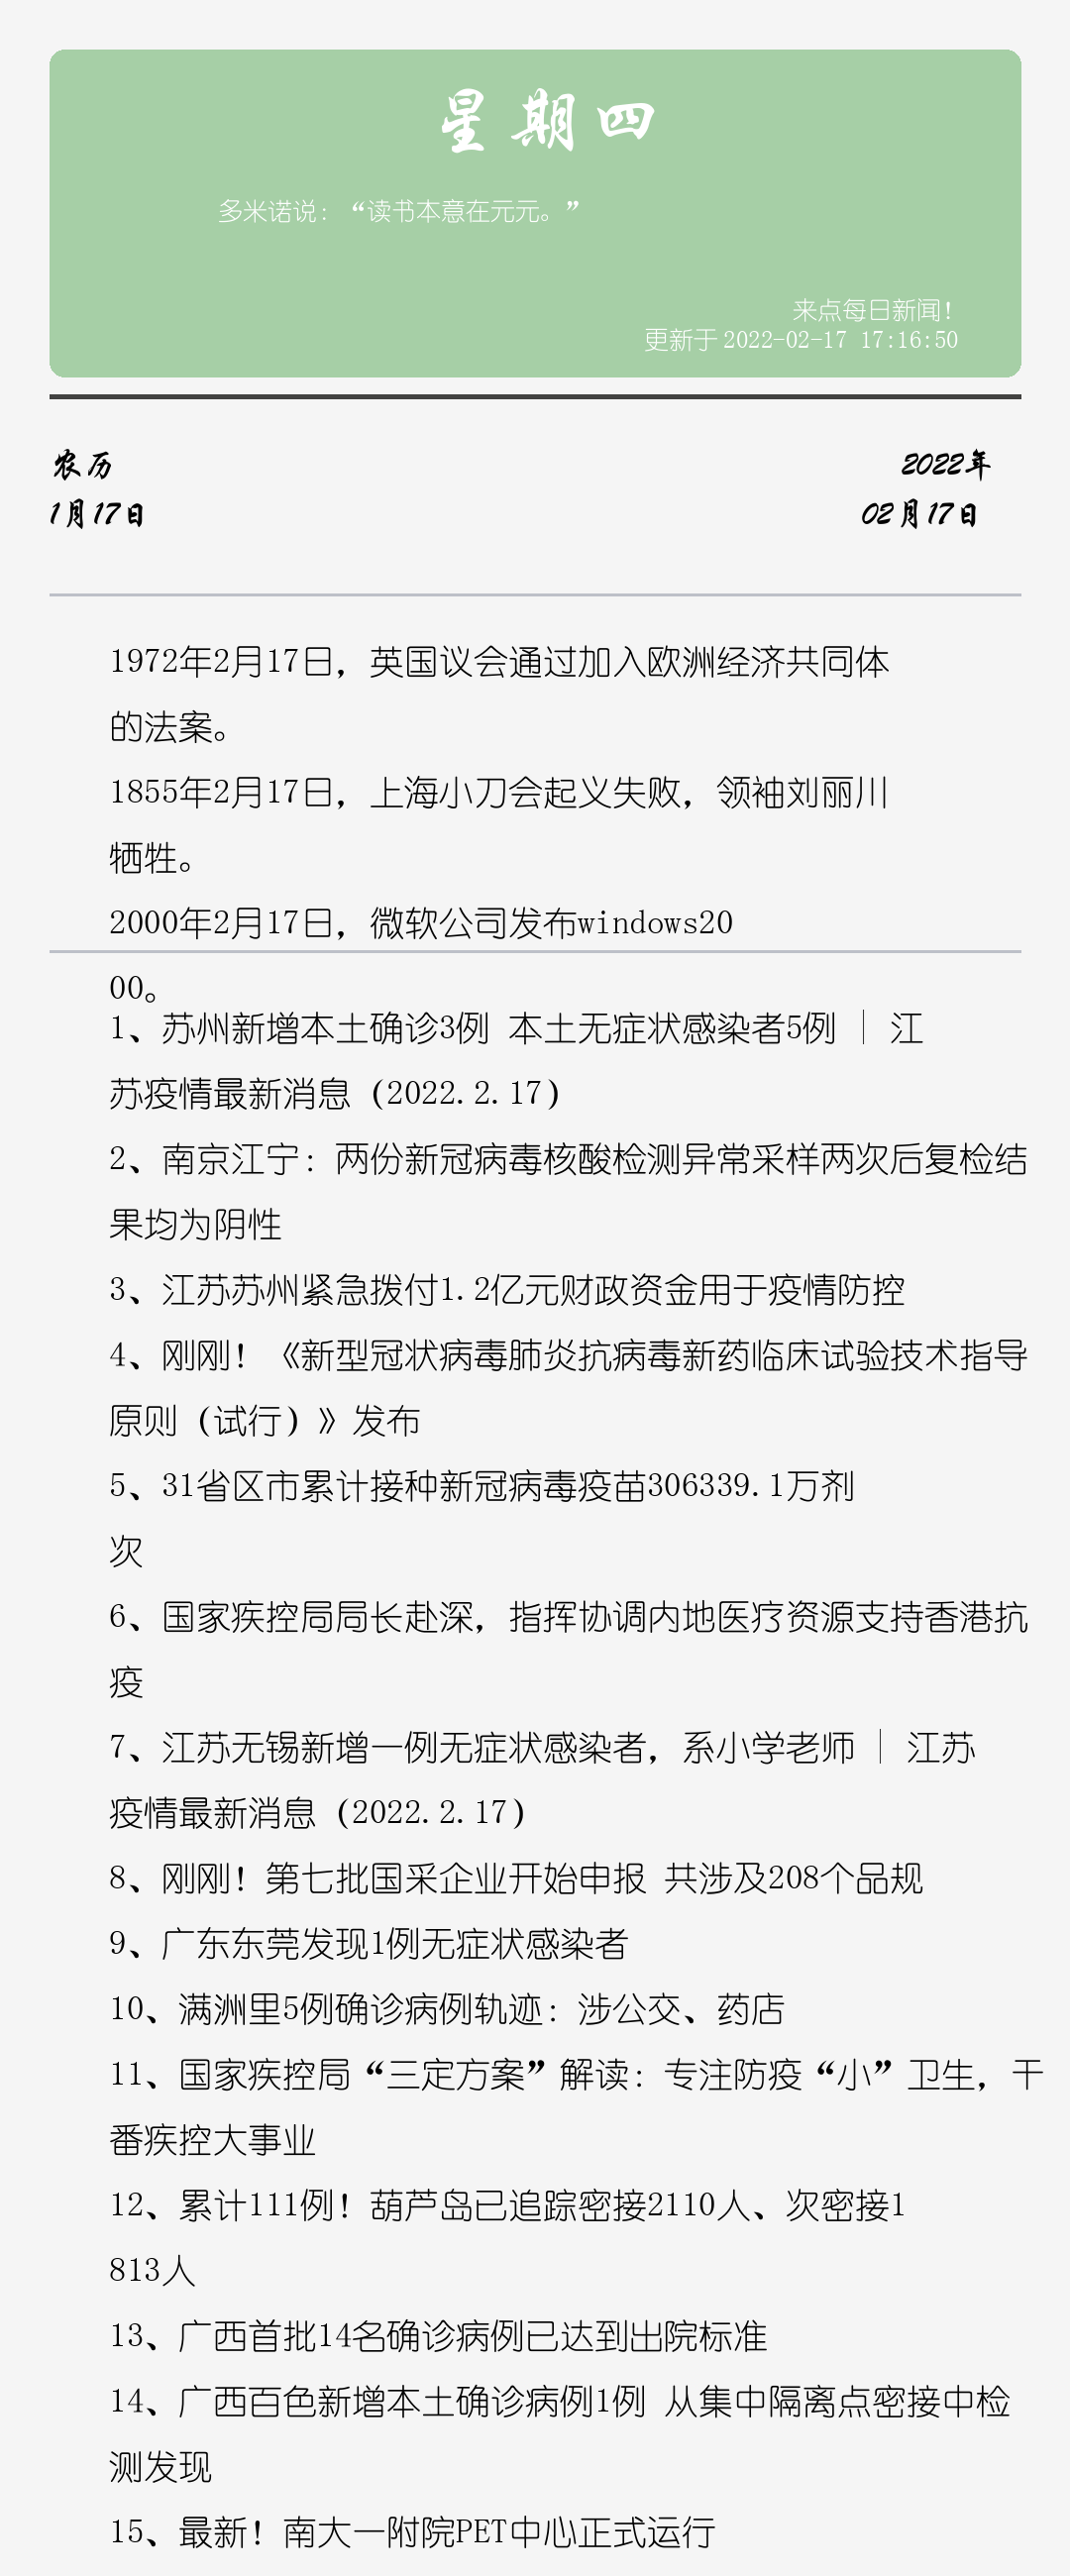 星期四
多米诺说：“读书本意在元元。”
来点每日新闻！
更新于 2022-02-17 17:16:50
农历
2022年
1月17日
02月17日
1972年2月17日，英国议会通过加入欧洲经济共同体
的法案。
1855年2月17日，上海小刀会起义失败，领袖刘丽川
牺牲。
2000年2月17日，微软公司发布windows20
00。
1、苏州新增本土确诊3例 本土无症状感染者5例 | 江
苏疫情最新消息（2022.2.17）
2、南京江宁：两份新冠病毒核酸检测异常采样两次后复检结
果均为阴性
3、江苏苏州紧急拨付1.2亿元财政资金用于疫情防控
4、刚刚！《新型冠状病毒肺炎抗病毒新药临床试验技术指导
原则（试行）》发布
5、31省区市累计接种新冠病毒疫苗306339.1万剂
次
6、国家疾控局局长赴深，指挥协调内地医疗资源支持香港抗
疫
7、江苏无锡新增一例无症状感染者，系小学老师 | 江苏
疫情最新消息（2022.2.17）
8、刚刚！第七批国采企业开始申报 共涉及208个品规
9、广东东莞发现1例无症状感染者
10、满洲里5例确诊病例轨迹：涉公交、药店
11、国家疾控局“三定方案”解读：专注防疫“小”卫生，干
番疾控大事业
12、累计111例！葫芦岛已追踪密接2110人、次密接1
813人
13、广西首批14名确诊病例已达到出院标准
14、广西百色新增本土确诊病例1例 从集中隔离点密接中检
测发现
15、最新！南大一附院PET中心正式运行